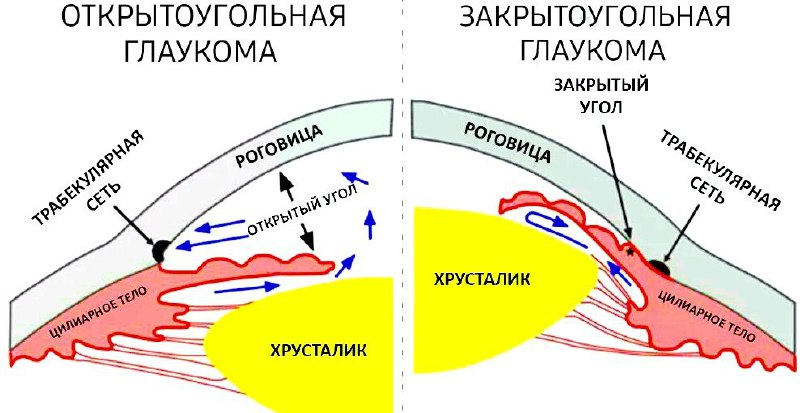 ОТКРЫТОУГОЛЬНАЯ
ГЛАУКОМА
РОГОВИЦА
ТРАБЕКУЛЯРНАЯ
СЕТЬ
ОТКРЫТЫЙ УГОЛ
ЦИЛИАРНОЕ ТЕЛО
ХРУСТАЛИК
ЗАКРЫТОУГОЛЬНАЯ
ГЛАУКОМА
ЗАКРЫТЫЙ
УГОЛ
РОГОВИЦА
ТРАБЕКУЛЯРНАЯ
СЕТЬ
ХРУСТАЛИК
ЦИЛИАРНОЕ ТЕЛО